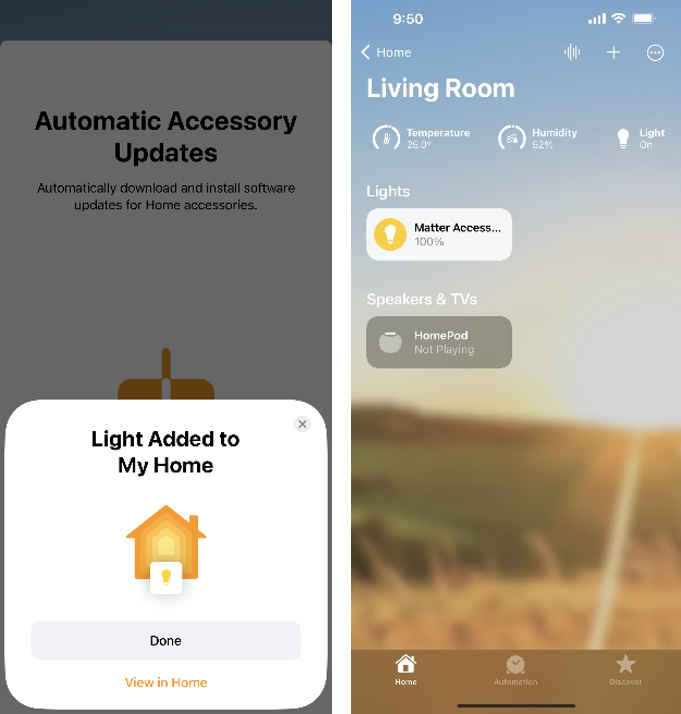 Automatic Accessory
Updates
Automatically download and install software
updates for Home accessories.
Light Added to
My Home
Done
View in Home
9:50
Home
Living Room
Temperature
25.0°
Humidity
52%
Light
On
Lights
Matter Access...
100%
Speakers & TVs
HomePod
Not Playing
Home
Automation
Discover